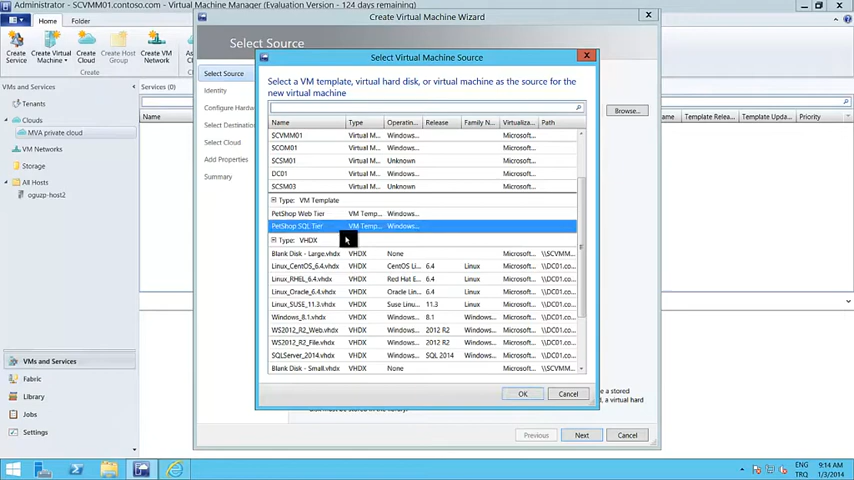 Administrator - SCVMM01.contoso.com - Virtual Machine Manager (Evaluation Version - 124 days remaining)
Home
Folder
Create Service
Create Virtual Machine
Create Cloud
Create Host Group
Create VM Network
Create
VMs and Services
Tenants
Clouds
MVA private cloud
VM Networks
Storage
All Hosts
oguzp-host2
VMs and Services
Fabric
Library
Jobs
Settings
Services (0)
Name
Template Release
Template Upda...
Priority
Create Virtual Machine Wizard
Select Source
Select Source
Identity
Configure Hardw
Select Destination
Select Cloud
Add Properties
Summary
Browse...
e a stored
, a virtual hard
Previous
Next
Cancel
Select Virtual Machine Source
Select a VM template, virtual hard disk, or virtual machine as the source for the
new virtual machine
Name Type Operatin... Release Family N... Virtualiza... Path
SCVMM01 Virtual M... Windows... Microsoft...
SCOM01 Virtual M... Windows... Microsoft...
SCSM01 Virtual M... Unknown Microsoft...
DC01 Virtual M... Windows... Microsoft...
SCSM03 Virtual M... Unknown Microsoft...
Type: VM Template
PetShop Web Tier VM Temp... Windows...
PetShop SQL Tier VM Temp... Windows...
Type: VHDX
Blank Disk - Large.vhdx VHDX None Microsoft... \\SCVMM...
Linux_CentOS_6.4.vhdx VHDX CentOS Li... 6.4 Linux Microsoft... \\DC01.co...
Linux_RHEL_6.4.vhdx VHDX Red Hat E... 6.4 Linux Microsoft... \\DC01.co...
Linux_Oracle_6.4.vhdx VHDX Oracle Lin... 6.4 Linux Microsoft... \\DC01.co...
Linux_SUSE_11.3.vhdx VHDX Suse Linu... 11.3 Linux Microsoft... \\DC01.co...
Windows_8.1.vhdx VHDX Windows... 8.1 Windows... Microsoft... \\DC01.co...
WS2012_R2_Web.vhdx VHDX Windows... 2012 R2 Windows... Microsoft... \\DC01.co...
WS2012_R2_File.vhdx VHDX Windows... 2012 R2 Windows... Microsoft... \\DC01.co...
SQLServer_2014.vhdx VHDX Windows... SQL 2014 Windows... Microsoft... \\DC01.co...
Blank Disk - Small.vhdx VHDX None Microsoft... \\SCVMM...
OK
Cancel
ENG
TRQ
9:14 AM
1/3/2014